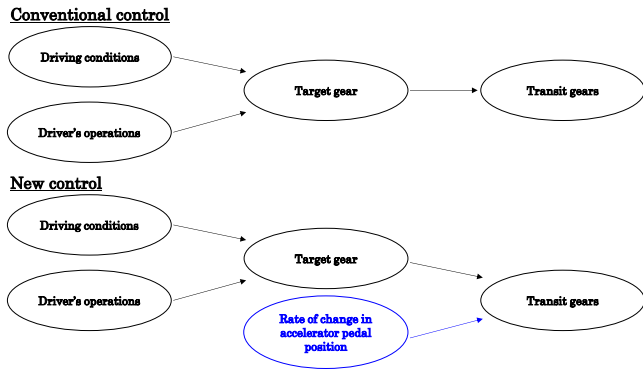 Conventional control
Driving conditions
Driver's operations
Target gear
Transit gears
New control
Driving conditions
Driver's operations
Target gear
Rate of change in
accelerator pedal
position
Transit gears